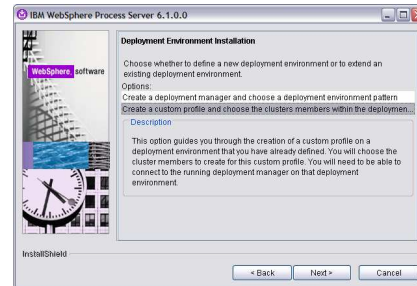 IBM WebSphere Process Server 6.1.0.0
WebSphere software
Deployment Environment Installation
Choose whether to define a new deployment environment or to extend an
existing deployment environment.
Options:
Create a deployment manager and choose a deployment environment pattern
Create a custom profile and choose the clusters members within the deploymen...
Description
This option guides you through the creation of a custom profile on a
deployment environment that you have already defined. You will choose the
cluster members to create for this custom profile. You will need to be able to
connect to the running deployment manager on that deployment
environment.
InstallShield
< Back
Next >
Cancel